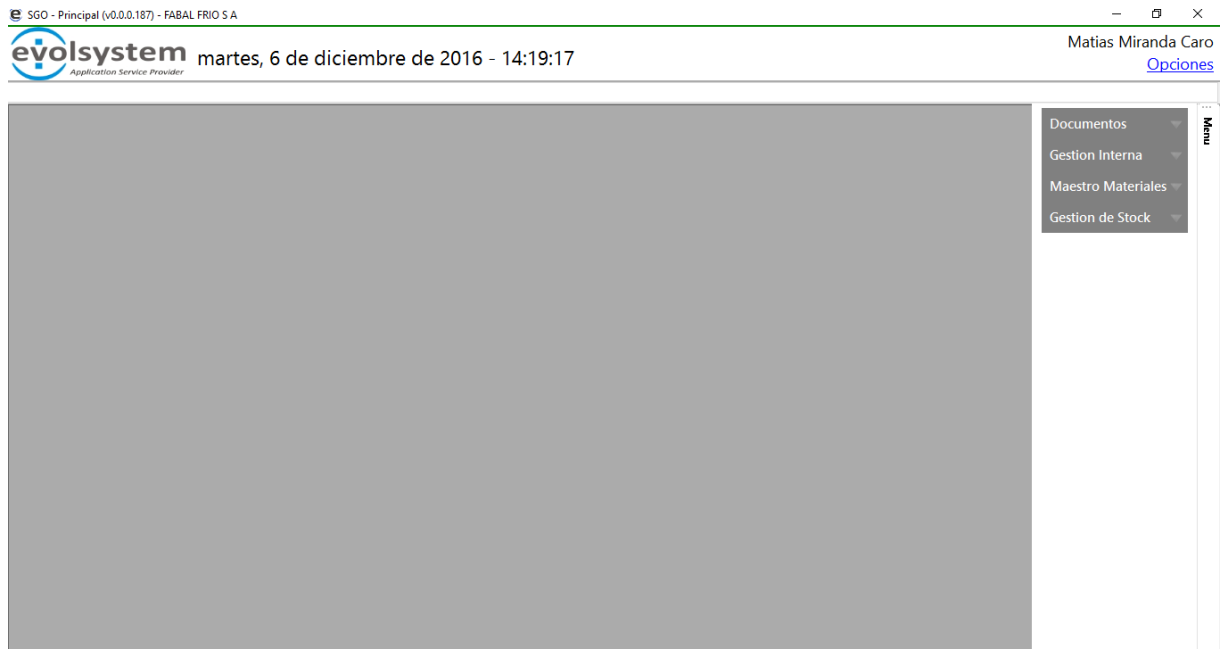 SGO - Principal (v0.0.0.187) - FABAL FRIO S A
evolsystem
Application Service Provider
martes, 6 de diciembre de 2016 - 14:19:17
Matias Miranda Caro
Opciones
Documentos
Gestion Interna
Maestro Materiales
Gestion de Stock
Menu